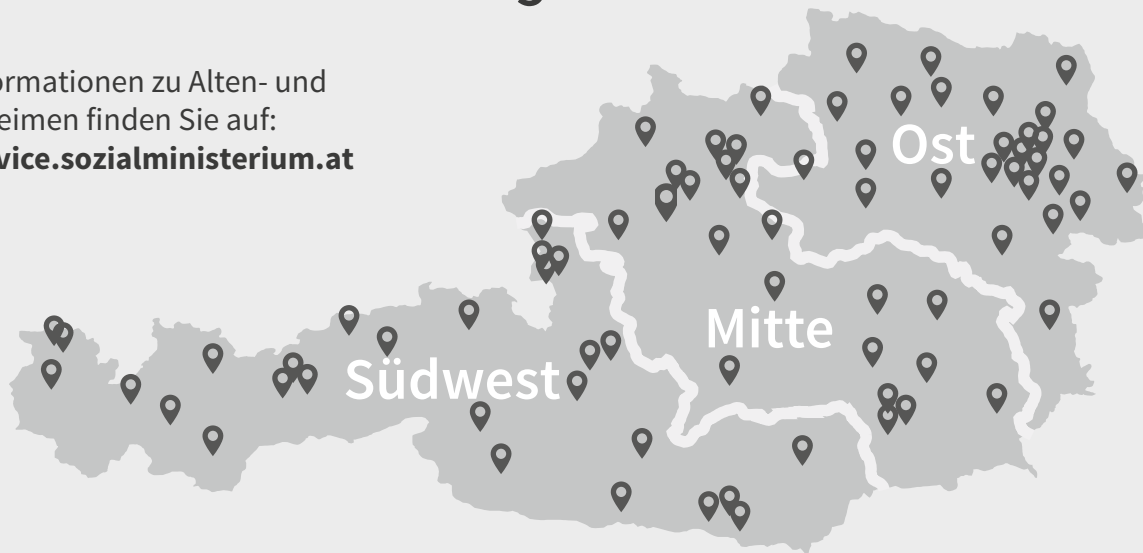 ormationen zu Alten- und
eimen finden Sie auf:
vice.sozialministerium.at
Ost
Mitte
Südwest